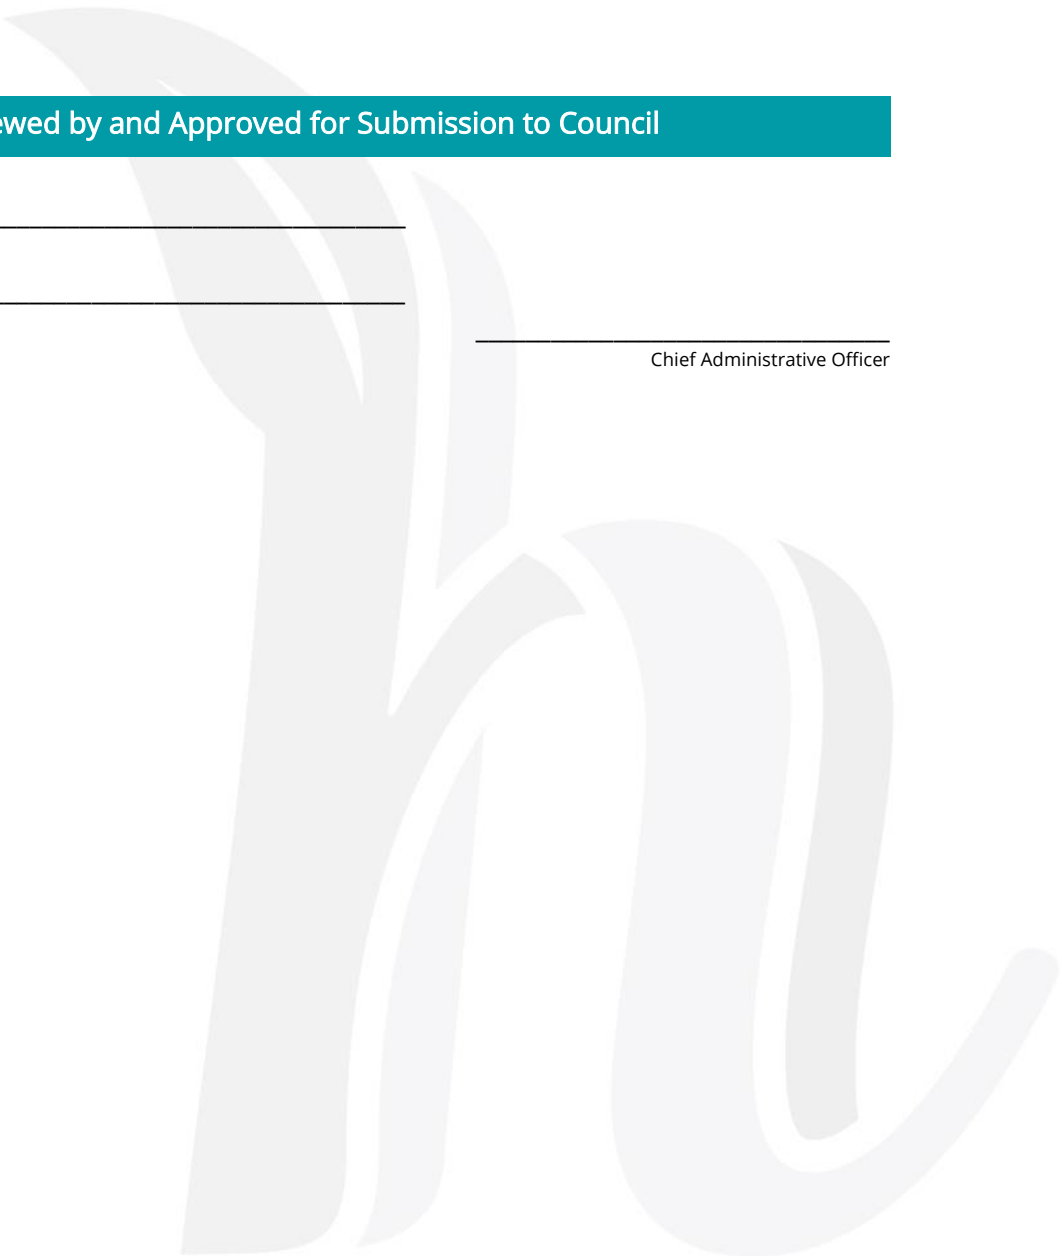 ewed by and Approved for Submission to Council
Chief Administrative Officer